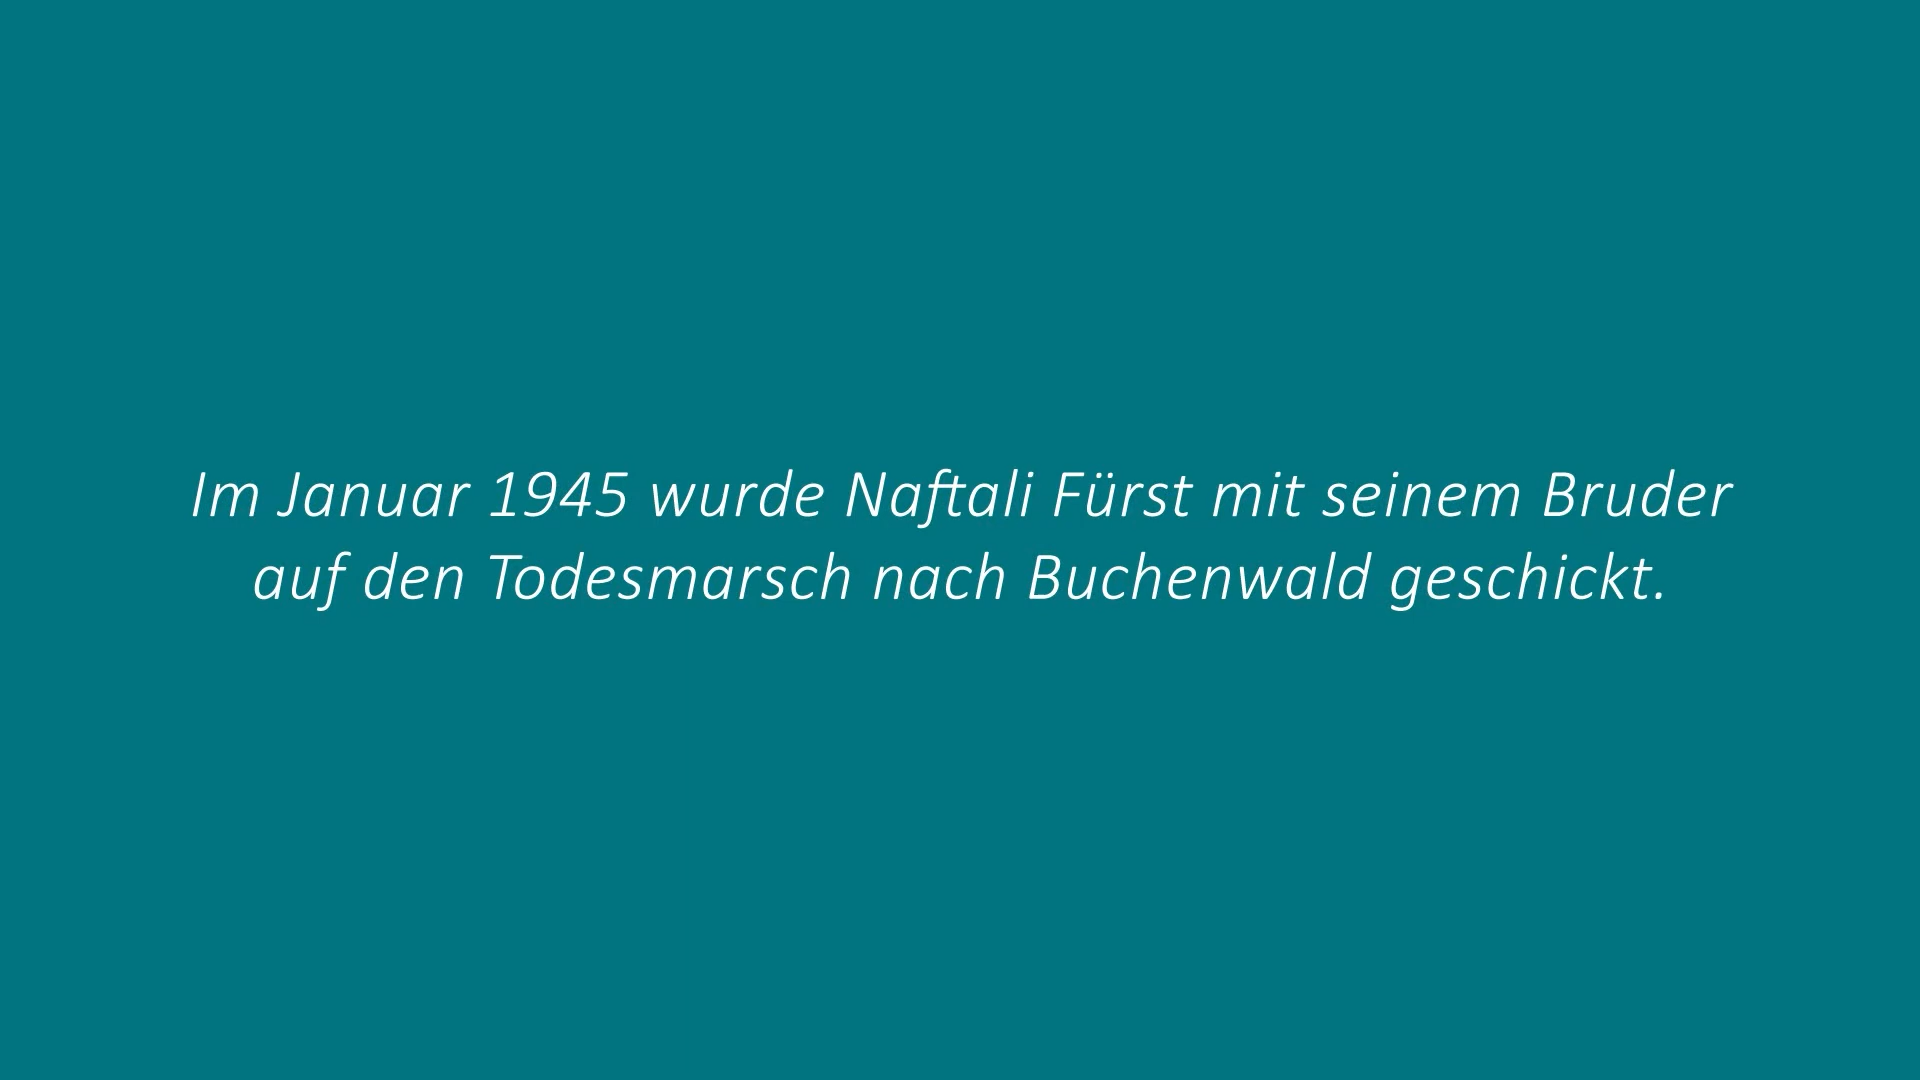 Im Januar 1945 wurde Naftali Fürst mit seinem Bruder
auf den Todesmarsch nach Buchenwald geschickt.